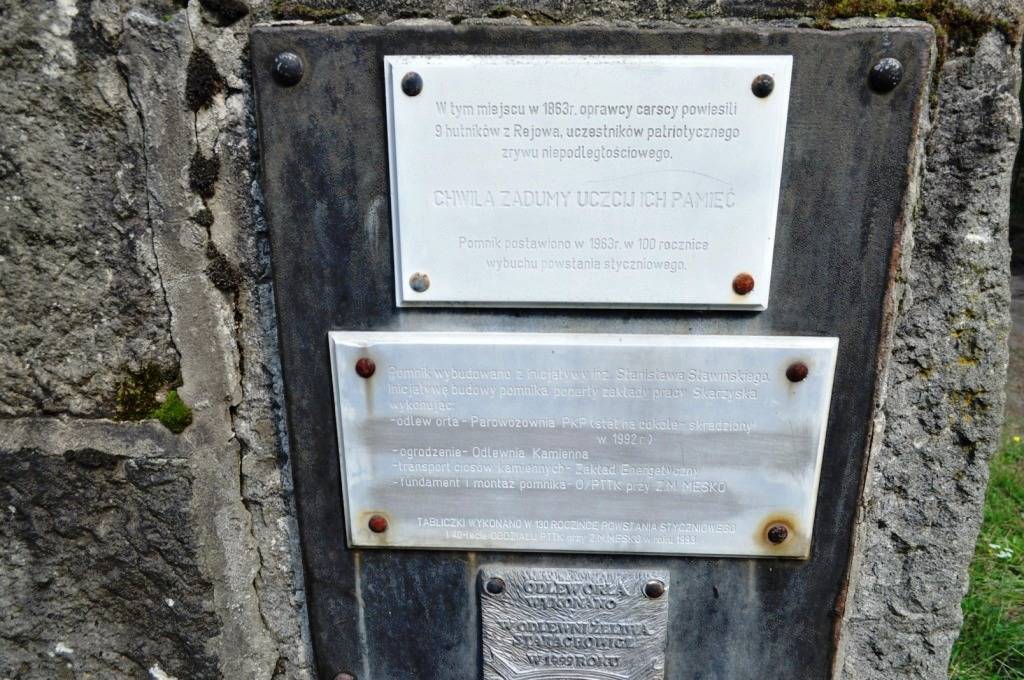 W tym miejscu w 1863r. oprawcy carscy powiesili
9 hutników z Rejowa, uczestników patriotycznego
zrywu niepodległościowego.
CHWILĄ ZADUMY UCZCIJ ICH PAMIĘĆ
Pomnik postawiono w 1963r. w 100 rocznicę
wybuchu powstania styczniowego.
Pomnik wybudowano z inicjatywy inż. Stanisława Sławińskiego.
Inicjatywę budowy pomnika poparły zakłady pracy Skarżyska
wykonując:
-odlew orła - Parowozownia PKP (stał na cokole - skradziony
w 1992 r.)
-ogrodzenie - Odlewnia Kamienna
-transport ciosów kamiennych - Zakład Energetyczny
-fundament i montaż pomnika - O/PTTK przy Z.M. MESKO
TABLICZKI WYKONANO W 130 ROCZNICĘ POWSTANIA STYCZNIOWEGO
I 40-lecie ODDZIAŁU PTTK przy Z.M. MESKO w roku 1993
ODLEW ORŁA
WYKONANO
W ODLEWNI ŻELIWA
STARACHOWICE
W 1999 ROKU